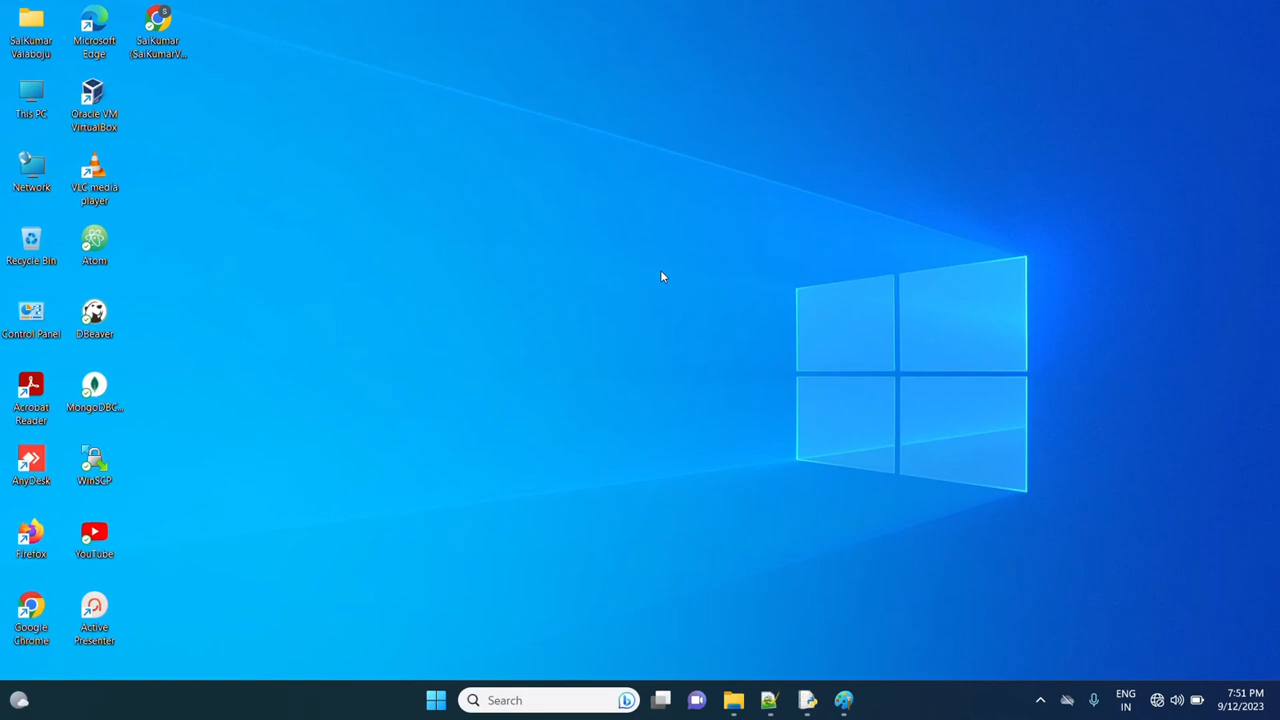 SaiKumar
Valaboju
Microsoft
Edge
SaiKumar
(SaiKumarV...
This PC
Oracle VM
VirtualBox
Network
VLC media
player
Recycle Bin
Atom
Control Panel
DBeaver
Acrobat
Reader
MongoDBC...
AnyDesk
WinSCP
Firefox
YouTube
Google
Chrome
Active
Presenter
Search
ENG
IN
7:51 PM
9/12/2023